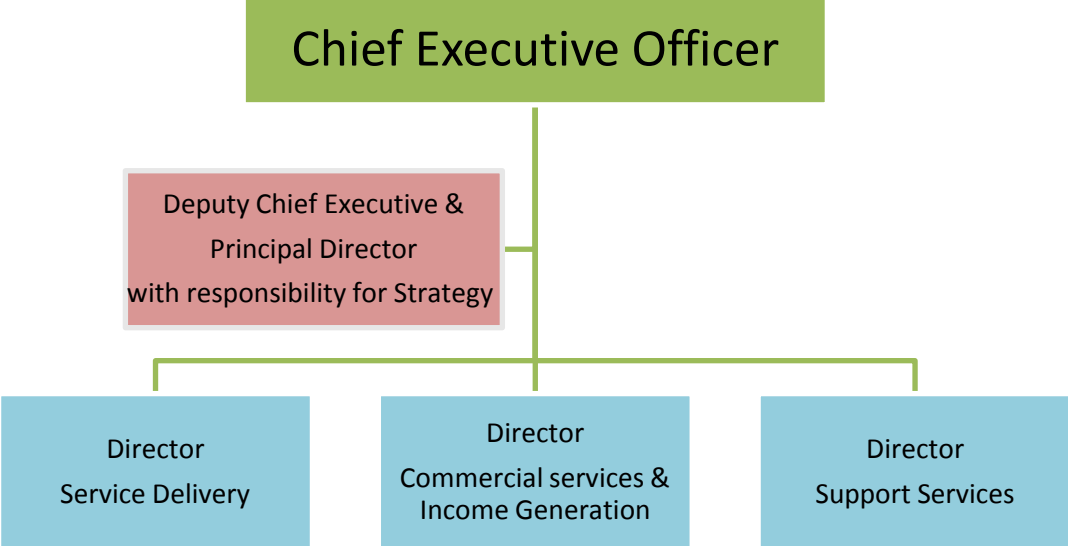 Chief Executive Officer
Deputy Chief Executive &
Principal Director
with responsibility for Strategy
Director
Service Delivery
Director
Commercial services &
Income Generation
Director
Support Services